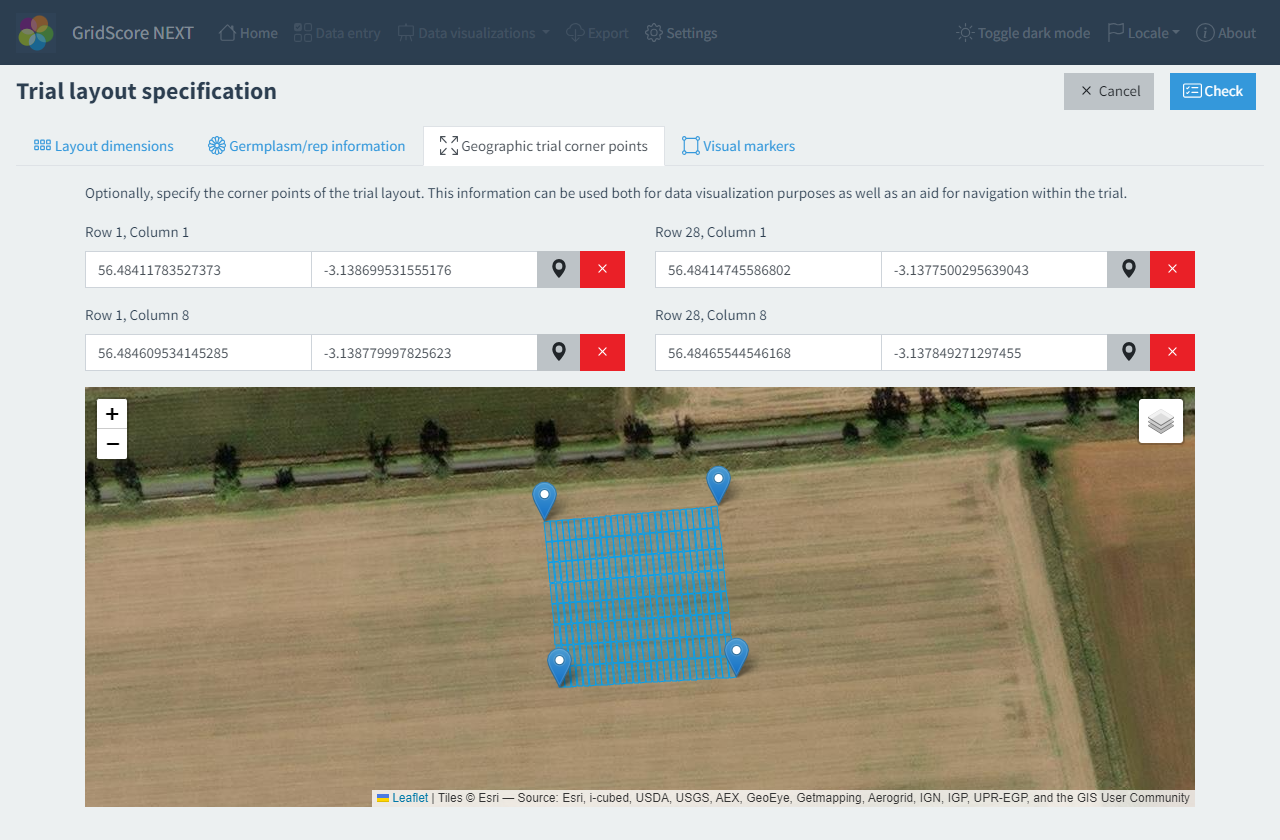 GridScore NEXT Home Data entry Data visualizations Export Settings Toggle dark mode Locale About
Trial layout specification
× Cancel
Check
Layout dimensions Germplasm/rep information Geographic trial corner points Visual markers
Optionally, specify the corner points of the trial layout. This information can be used both for data visualization purposes as well as an aid for navigation within the trial.
Row 1, Column 1
56.48411783527373 -3.138699531555176 ×
Row 28, Column 1
56.48414745586802 -3.1377500295639043 ×
Row 1, Column 8
56.484609534145285 -3.138779997825623 ×
Row 28, Column 8
56.48465544546168 -3.137849271297455 ×
+
−
Leaflet | Tiles © Esri — Source: Esri, i-cubed, USDA, USGS, AEX, GeoEye, Getmapping, Aerogrid, IGN, IGP, UPR-EGP, and the GIS User Community